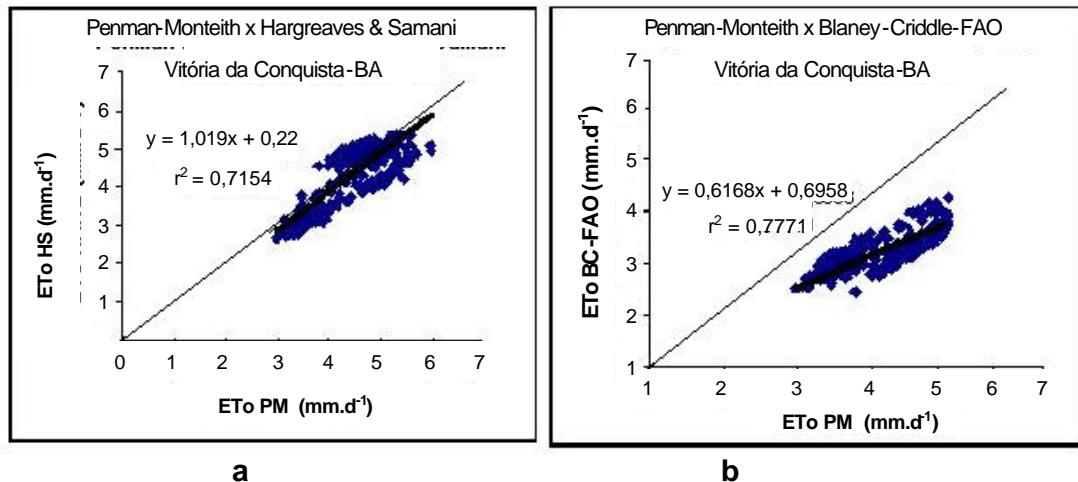 Penman-Monteith x Hargreaves & Samani
Vitória da Conquista-BA
y = 1,019x + 0,22
r² = 0,7154
ETo HS (mm.d⁻¹)
7
6
5
4
3
2
1
0 1 2 3 4 5 6 7
ETo PM (mm.d⁻¹)
a
Penman-Monteith x Blaney-Criddle-FAO
Vitória da Conquista-BA
y = 0,6168x + 0,6958
r² = 0,7771
ETo BC-FAO (mm.d⁻¹)
7
6
5
4
3
2
1
1 2 3 4 5 6 7
ETo PM (mm.d⁻¹)
b